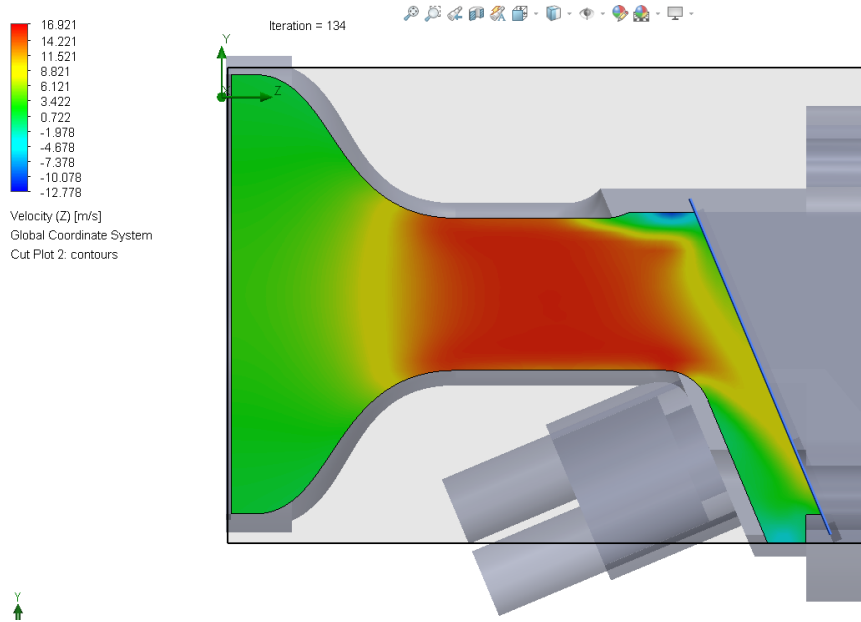 Iteration = 134
16.921
14.221
11.521
8.821
6.121
3.422
0.722
-1.978
-4.678
-7.378
-10.078
-12.778
Velocity (Z) [m/s]
Global Coordinate System
Cut Plot 2: contours
Y
Z
Y